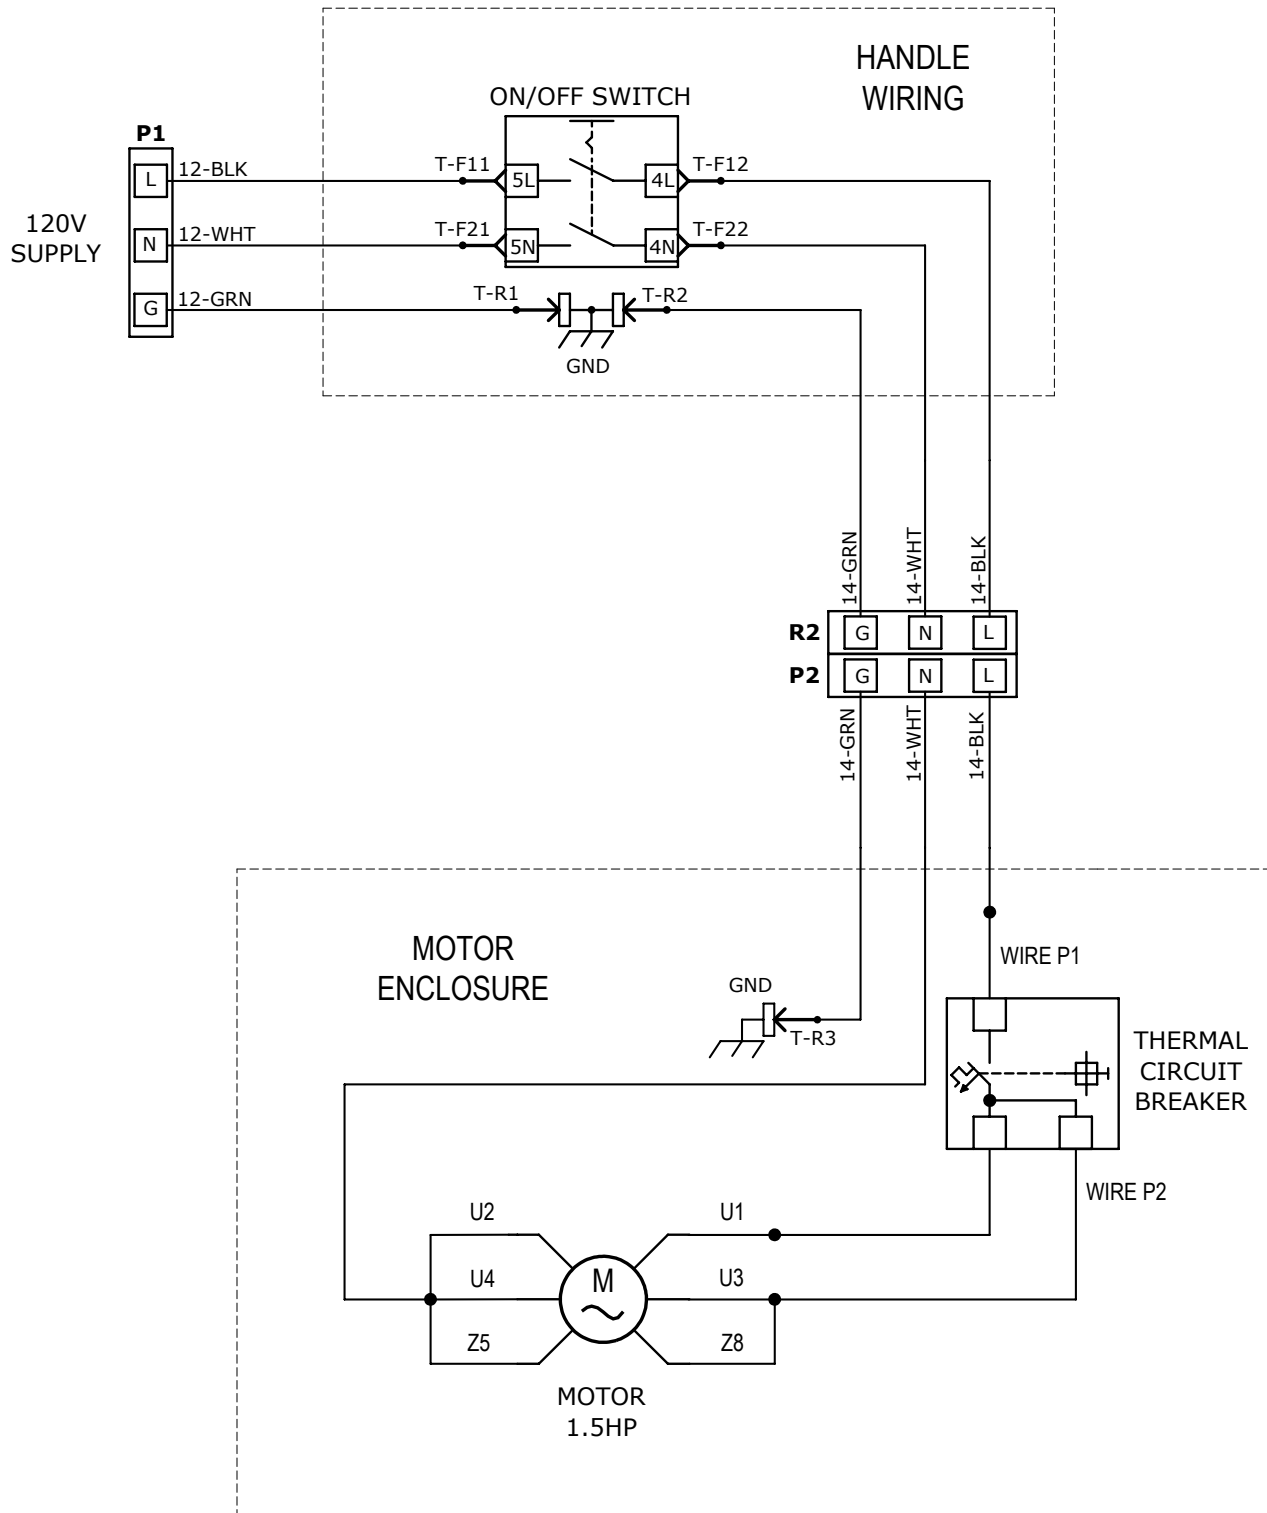 HANDLE
WIRING
ON/OFF SWITCH
P1
120V
SUPPLY
L
12-BLK
T-F11
5L
4L
T-F12
N
12-WHT
T-F21
5N
4N
T-F22
G
12-GRN
T-R1
T-R2
GND
14-GRN
14-WHT
14-BLK
R2
G
N
L
P2
G
N
L
14-GRN
14-WHT
14-BLK
MOTOR
ENCLOSURE
WIRE P1
GND
T-R3
THERMAL
CIRCUIT
BREAKER
WIRE P2
U2
U1
U4
M
U3
Z5
Z8
MOTOR
1.5HP